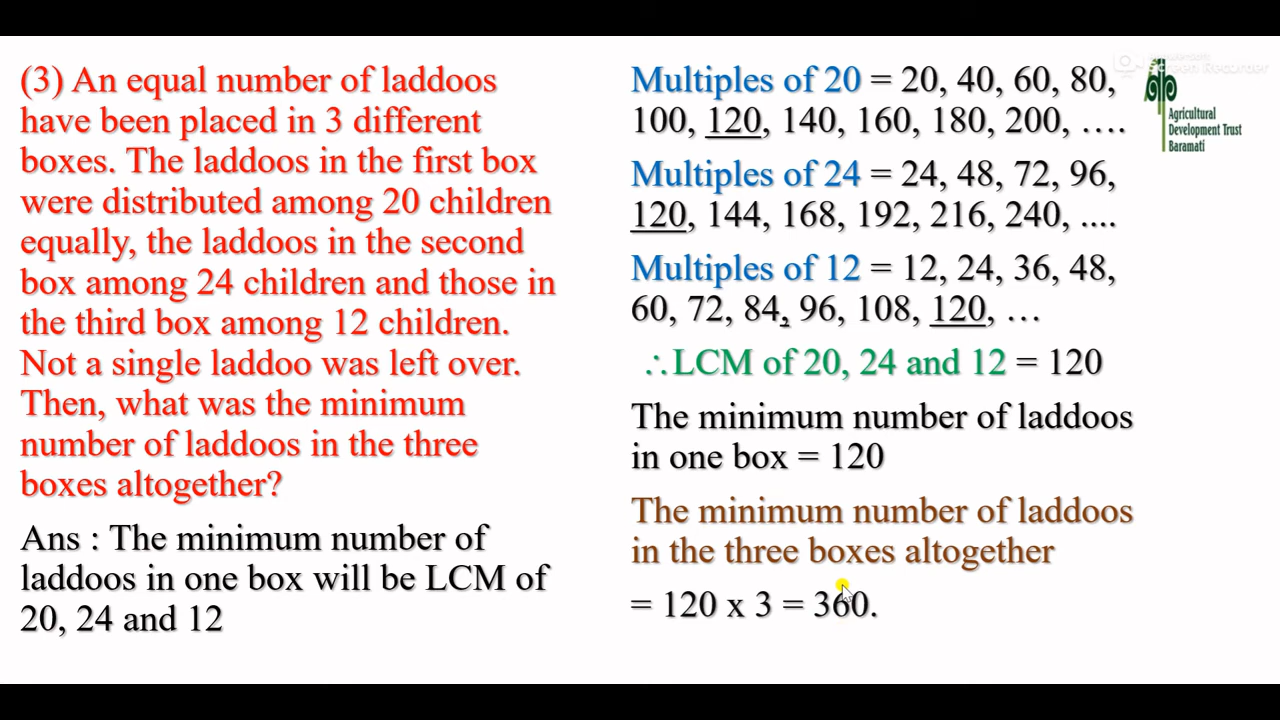 (3) An equal number of laddoos
have been placed in 3 different
boxes. The laddoos in the first box
were distributed among 20 children
equally, the laddoos in the second
box among 24 children and those in
the third box among 12 children.
Not a single laddoo was left over.
Then, what was the minimum
number of laddoos in the three
boxes altogether?
Ans : The minimum number of
laddoos in one box will be LCM of
20, 24 and 12
Multiples of 20 = 20, 40, 60, 80,
100, 120, 140, 160, 180, 200, ….
Multiples of 24 = 24, 48, 72, 96,
120, 144, 168, 192, 216, 240, ....
Multiples of 12 = 12, 24, 36, 48,
60, 72, 84, 96, 108, 120, …
∴LCM of 20, 24 and 12 = 120
The minimum number of laddoos
in one box = 120
The minimum number of laddoos
in the three boxes altogether
= 120 x 3 = 360.
Screen Recorder
Agricultural
Development Trust
Baramati